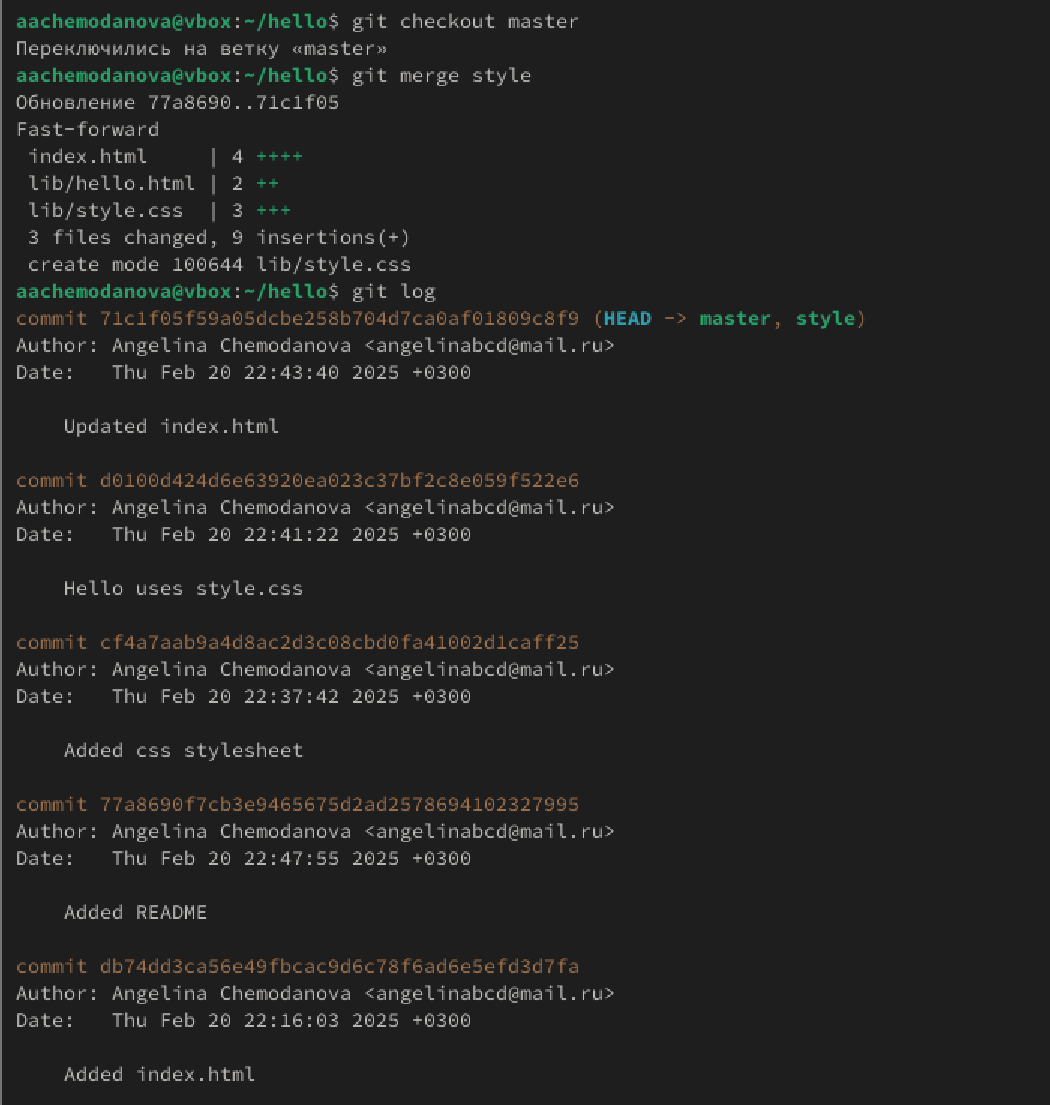 aachemodanova@vbox:~/hello$ git checkout master
Переключились на ветку «master»
aachemodanova@vbox:~/hello$ git merge style
Обновление 77a8690..71c1f05
Fast-forward
 index.html     | 4 ++++
 lib/hello.html | 2 ++
 lib/style.css  | 3 +++
 3 files changed, 9 insertions(+)
 create mode 100644 lib/style.css
aachemodanova@vbox:~/hello$ git log
commit 71c1f05f59a05dcbe258b704d7ca0af01809c8f9 (HEAD -> master, style)
Author: Angelina Chemodanova <angelinabcd@mail.ru>
Date:   Thu Feb 20 22:43:40 2025 +0300
    Updated index.html
commit d0100d424d6e63920ea023c37bf2c8e059f522e6
Author: Angelina Chemodanova <angelinabcd@mail.ru>
Date:   Thu Feb 20 22:41:22 2025 +0300
    Hello uses style.css
commit cf4a7aab9a4d8ac2d3c08cbd0fa41002d1caff25
Author: Angelina Chemodanova <angelinabcd@mail.ru>
Date:   Thu Feb 20 22:37:42 2025 +0300
    Added css stylesheet
commit 77a8690f7cb3e9465675d2ad2578694102327995
Author: Angelina Chemodanova <angelinabcd@mail.ru>
Date:   Thu Feb 20 22:47:55 2025 +0300
    Added README
commit db74dd3ca56e49fbcac9d6c78f6ad6e5efd3d7fa
Author: Angelina Chemodanova <angelinabcd@mail.ru>
Date:   Thu Feb 20 22:16:03 2025 +0300
    Added index.html